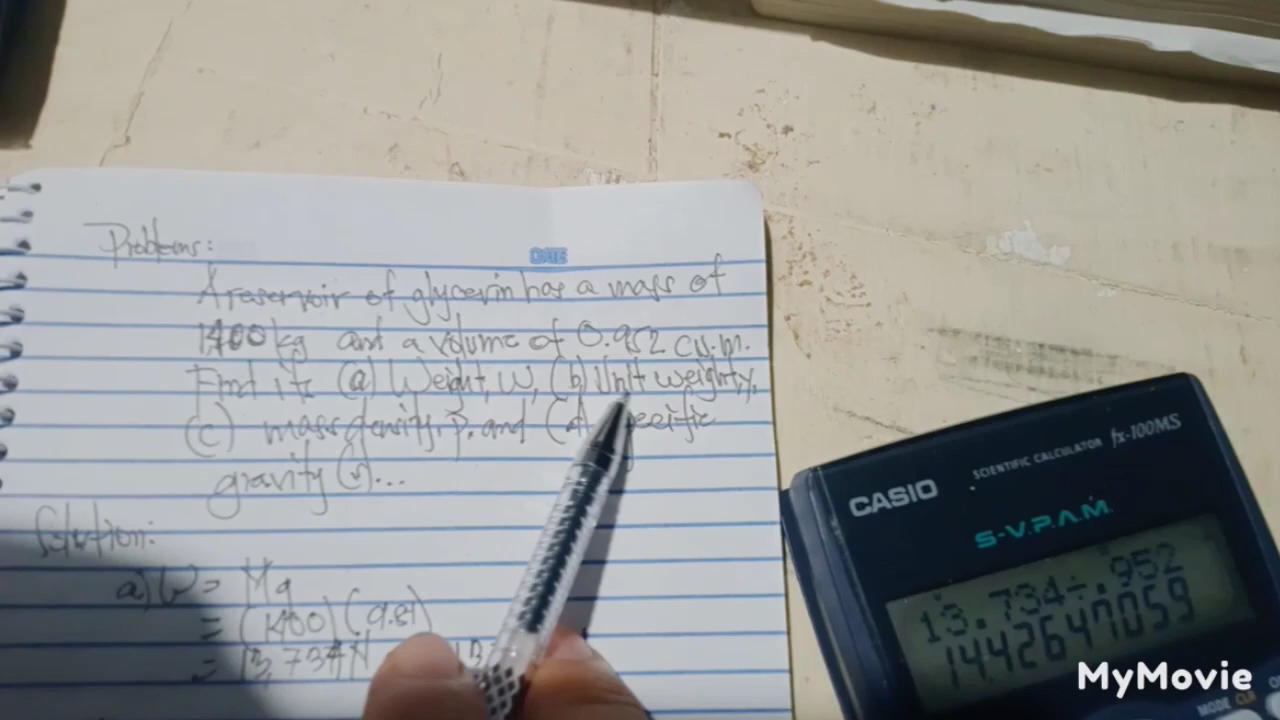 Problems:
A reservoir of glycerin has a mass of
1400 kg and a volume of 0.952 cu.m.
Find its (a) Weight, W, (b) Unit weight γ,
(c) mass density, ρ, and (d) specific
gravity (s)...
Solution:
a) W = Mg
= (1400)(9.81)
= 13,734 N
CASIO
SCIENTIFIC CALCULATOR fx-100MS
S-V.P.A.M.
13.734÷.952
14.42647059
MODE
MyMovie